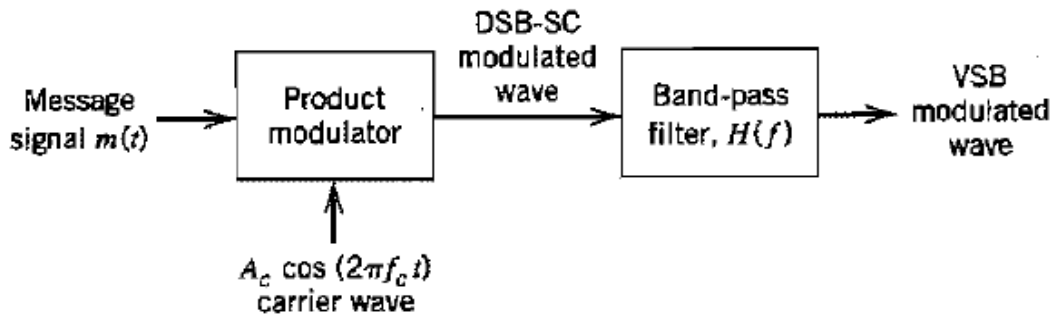 DSB-SC
modulated
wave
Message
signal m(t)
Product
modulator
Band-pass
filter, H(f)
VSB
modulated
wave
A_c cos (2πf_c t)
carrier wave